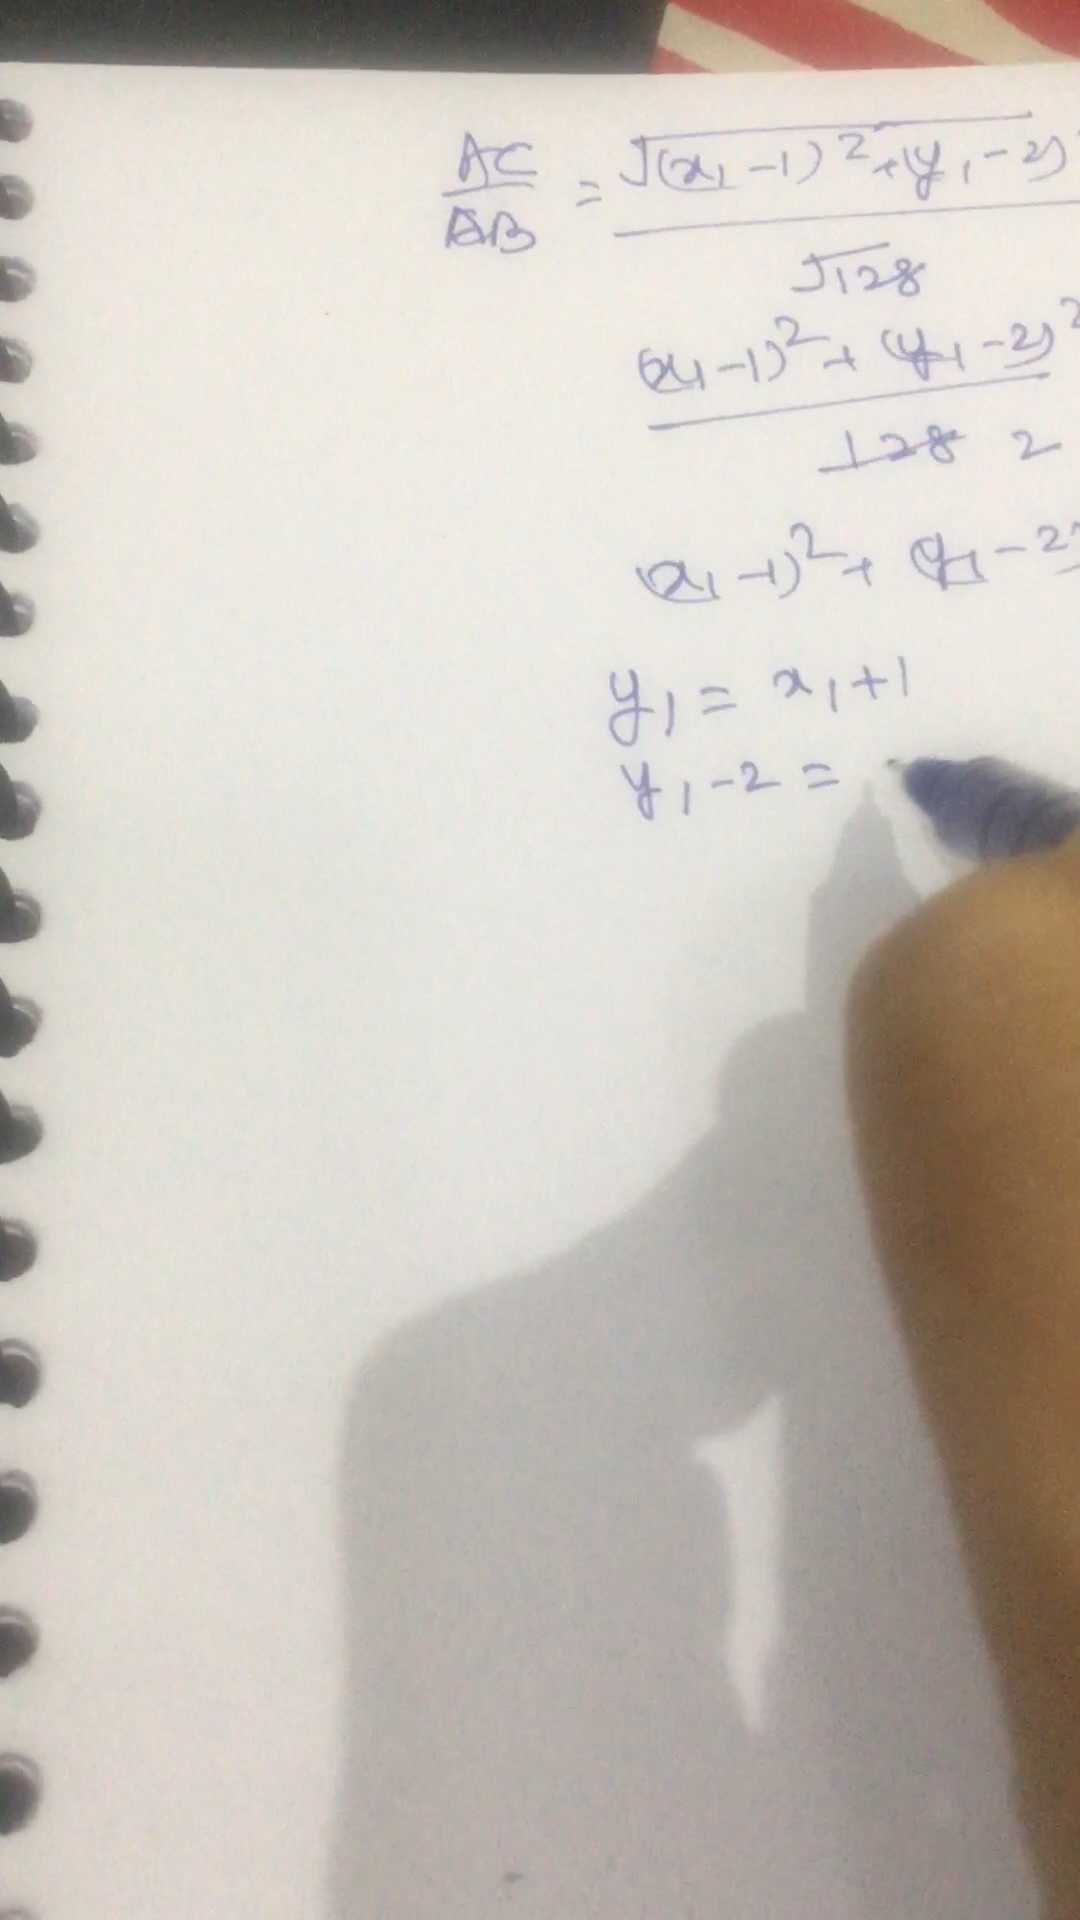 AC/AB = √(x₁-1)²+(y₁-2)²/√128
(x₁-1)²+(y₁-2)²/128 2
(x₁-1)²+(y₁-2)²
y₁ = x₁+1
y₁-2 =